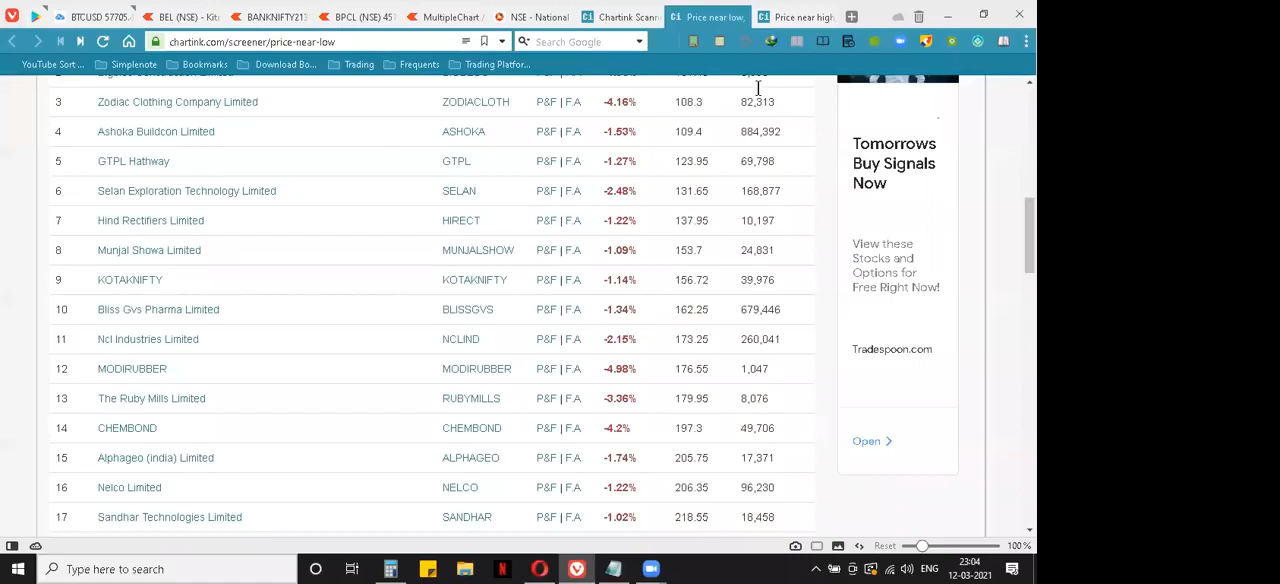 BTCUSD 57705.
BEL (NSE) - Kit
BANKNIFTY213
BPCL (NSE) 45
MultipleChart /
NSE - National
Chartink Scann
Price near low,
Price near high
chartink.com/screener/price-near-low
Search Google
YouTube Sort ...
Simplenote
Bookmarks
Download Bo...
Trading
Frequents
Trading Platfor...
3 Zodiac Clothing Company Limited ZODIACLOTH P&F | F.A -4.16% 108.3 82,313
4 Ashoka Buildcon Limited ASHOKA P&F | F.A -1.53% 109.4 884,392
5 GTPL Hathway GTPL P&F | F.A -1.27% 123.95 69,798
6 Selan Exploration Technology Limited SELAN P&F | F.A -2.48% 131.65 168,877
7 Hind Rectifiers Limited HIRECT P&F | F.A -1.22% 137.95 10,197
8 Munjal Showa Limited MUNJALSHOW P&F | F.A -1.09% 153.7 24,831
9 KOTAKNIFTY KOTAKNIFTY P&F | F.A -1.14% 156.72 39,976
10 Bliss Gvs Pharma Limited BLISSGVS P&F | F.A -1.34% 162.25 679,446
11 Ncl Industries Limited NCLIND P&F | F.A -2.15% 173.25 260,041
12 MODIRUBBER MODIRUBBER P&F | F.A -4.98% 176.55 1,047
13 The Ruby Mills Limited RUBYMILLS P&F | F.A -3.36% 179.95 8,076
14 CHEMBOND CHEMBOND P&F | F.A -4.2% 197.3 49,706
15 Alphageo (india) Limited ALPHAGEO P&F | F.A -1.74% 205.75 17,371
16 Nelco Limited NELCO P&F | F.A -1.22% 206.35 96,230
17 Sandhar Technologies Limited SANDHAR P&F | F.A -1.02% 218.55 18,458
Tomorrows
Buy Signals
Now
View these
Stocks and
Options for
Free Right Now!
Tradespoon.com
Open
Reset
100 %
Type here to search
ENG
23:04
12-03-2021